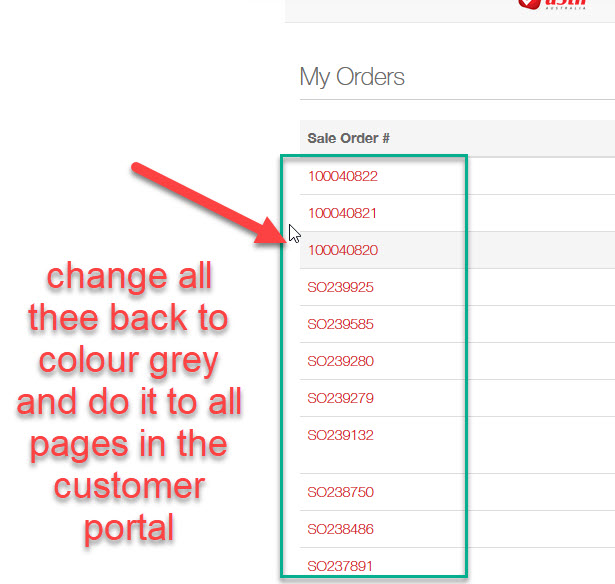 AUSTRALIA
My Orders
Sale Order #
100040822
100040821
100040820
SO239925
SO239585
SO239280
SO239279
SO239132
SO238750
SO238486
SO237891
change all
thee back to
colour grey
and do it to all
pages in the
customer
portal